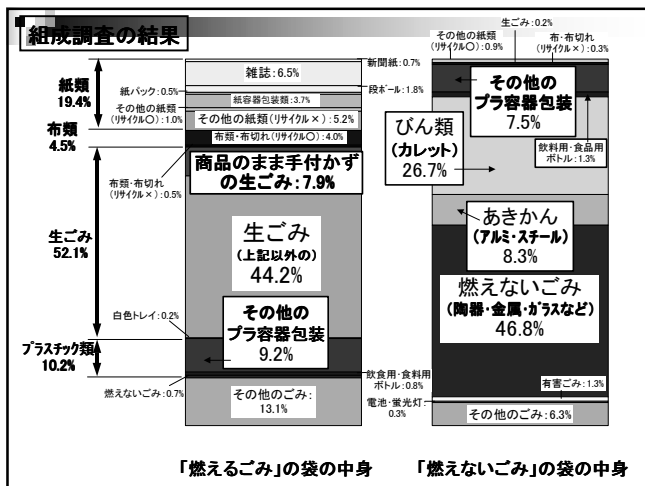 組成調査の結果
紙類
19.4%
布類
4.5%
生ごみ
52.1%
プラスチック類
10.2%
新聞紙:0.7%
雑誌:6.5%
段ボール:1.8%
紙パック:0.5%
紙容器包装類:3.7%
その他の紙類
(リサイクル○):1.0%
その他の紙類(リサイクル×):5.2%
布類・布切れ(リサイクル○):4.0%
布類・布切れ
(リサイクル×):0.5%
商品のまま手付かず
の生ごみ:7.9%
生ごみ
(上記以外の)
44.2%
白色トレイ:0.2%
その他の
プラ容器包装
9.2%
飲食用・食料用
ボトル:0.8%
燃えないごみ:0.7%
電池・蛍光灯:
0.3%
その他のごみ:
13.1%
「燃えるごみ」の袋の中身
生ごみ:0.2%
その他の紙類
(リサイクル○):0.9%
布・布切れ
(リサイクル×):0.3%
その他の
プラ容器包装
7.5%
飲料用・食品用
ボトル:1.3%
びん類
(カレット)
26.7%
あきかん
(アルミ・スチール)
8.3%
燃えないごみ
(陶器・金属・ガラスなど)
46.8%
有害ごみ:1.3%
その他のごみ:6.3%
「燃えないごみ」の袋の中身